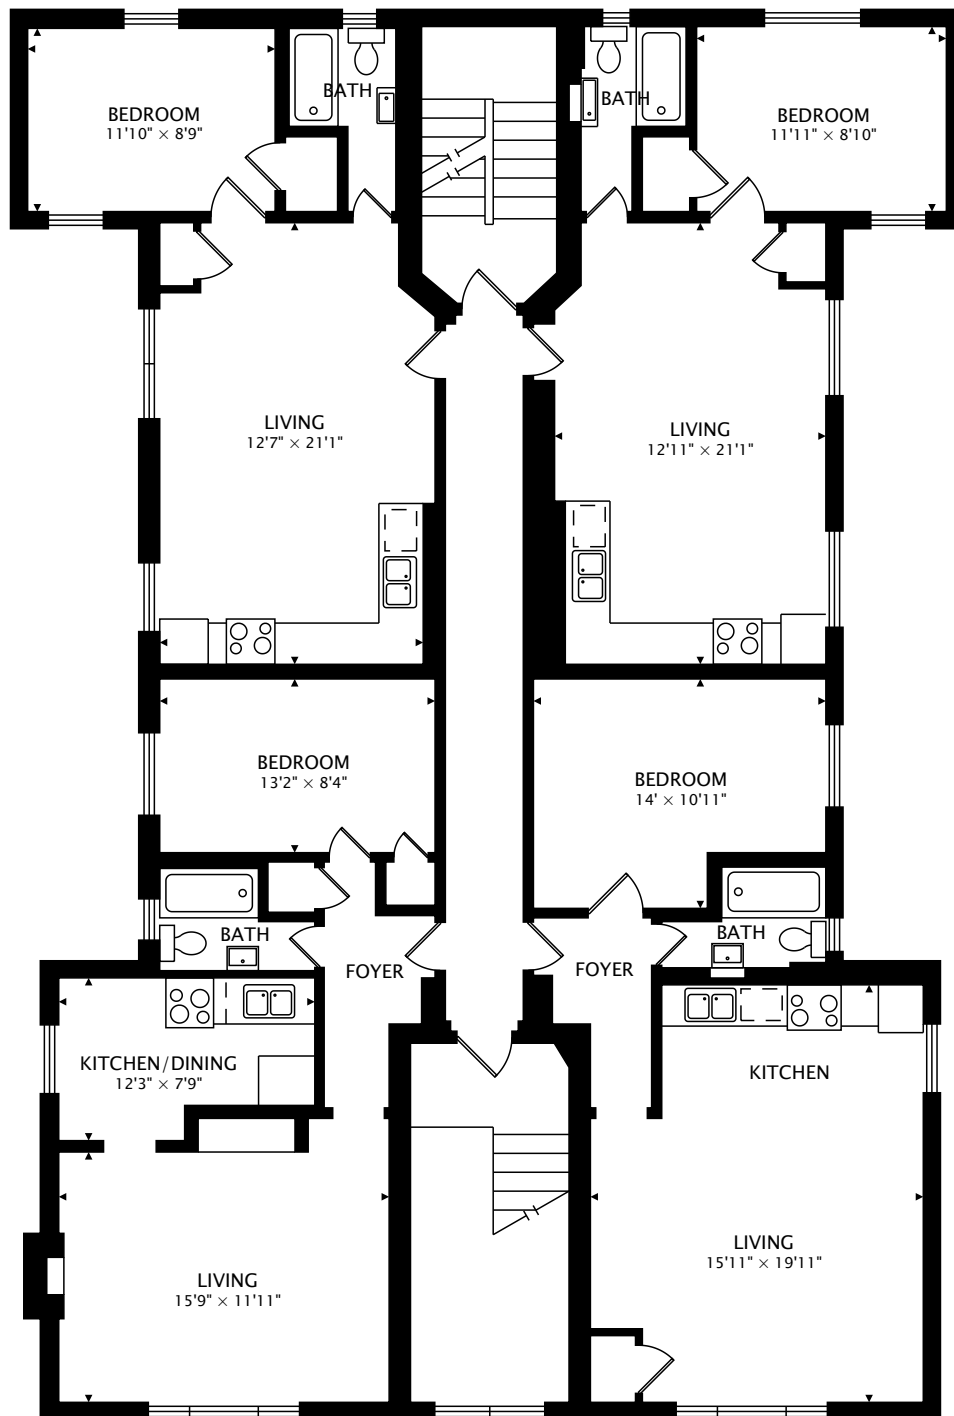 BEDROOM
11'10" × 8'9"
BATH
BATH
BEDROOM
11'11" × 8'10"
LIVING
12'7" × 21'1"
LIVING
12'11" × 21'1"
BEDROOM
13'2" × 8'4"
BEDROOM
14' × 10'11"
BATH
FOYER
FOYER
BATH
KITCHEN/DINING
12'3" × 7'9"
KITCHEN
LIVING
15'9" × 11'11"
LIVING
15'11" × 19'11"